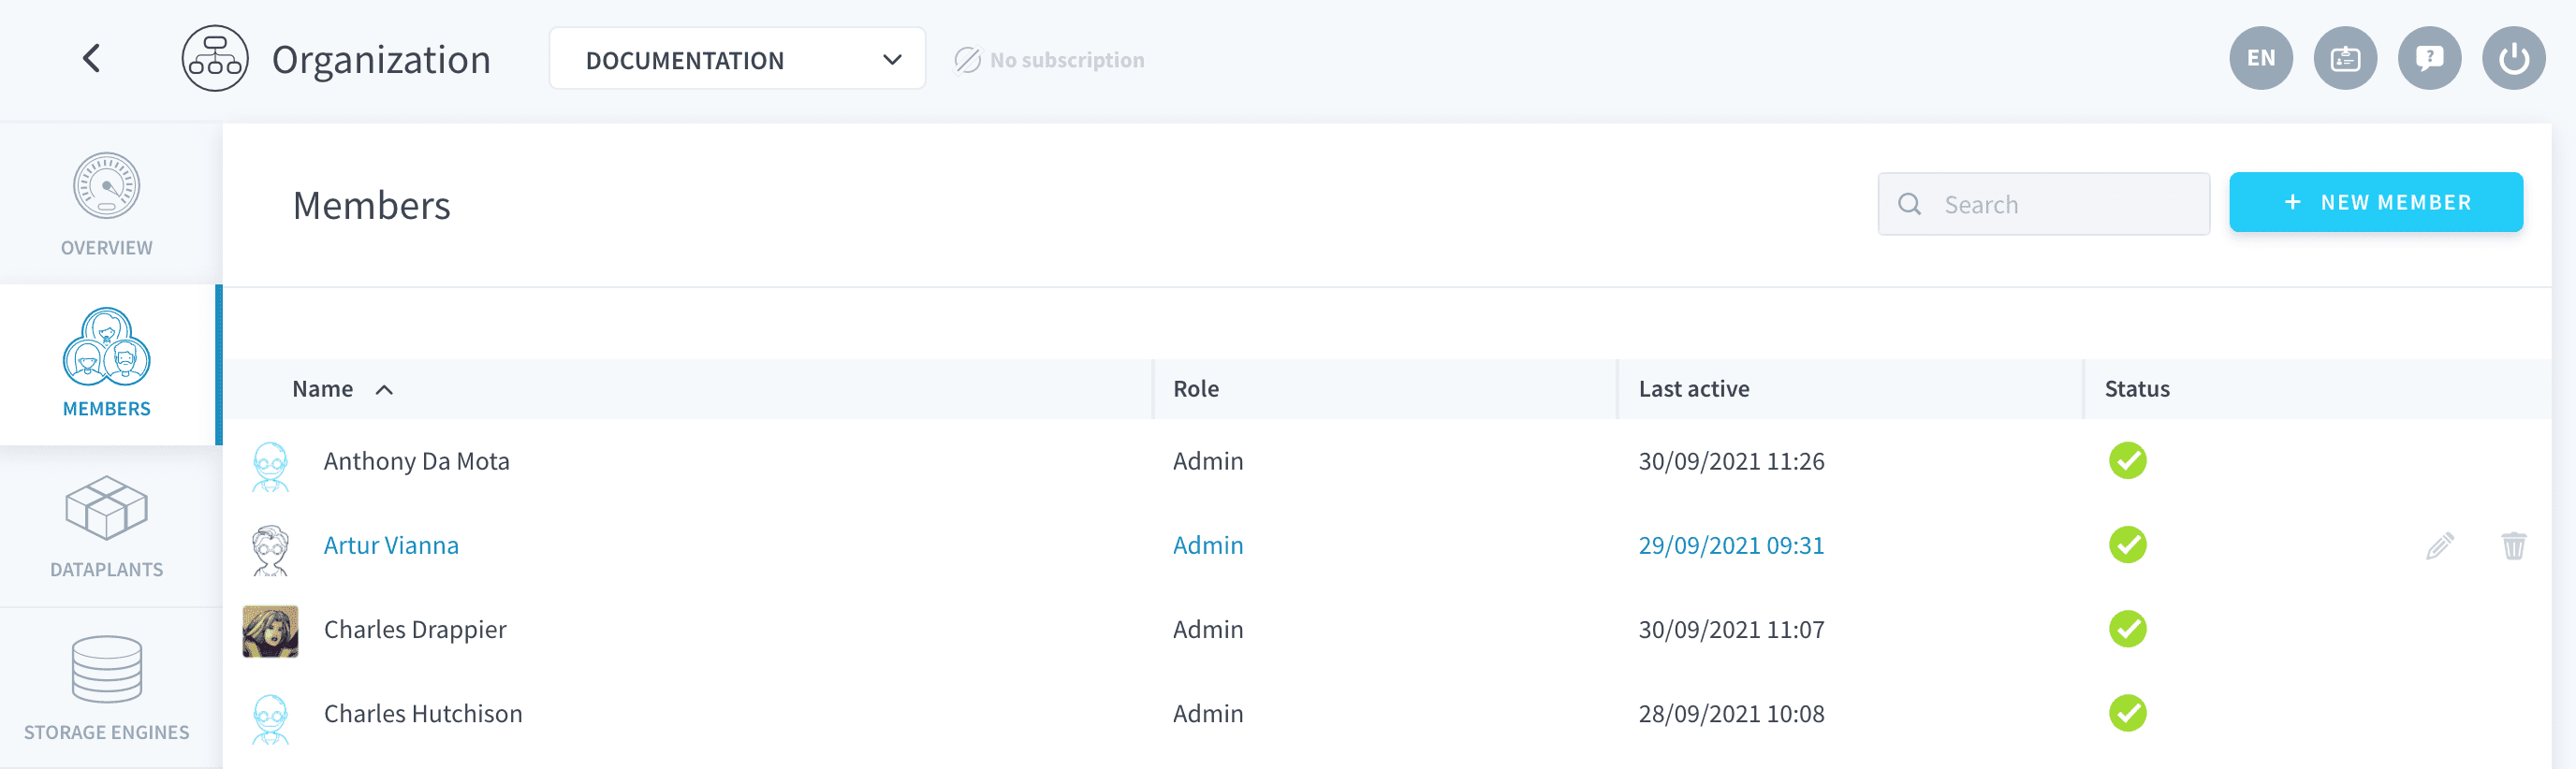 Organization DOCUMENTATION No subscription EN ?
OVERVIEW
Members Search + NEW MEMBER
MEMBERS
Name Role Last active Status
Anthony Da Mota Admin 30/09/2021 11:26
Artur Vianna Admin 29/09/2021 09:31
DATAPLANTS
Charles Drappier Admin 30/09/2021 11:07
Charles Hutchison Admin 28/09/2021 10:08
STORAGE ENGINES